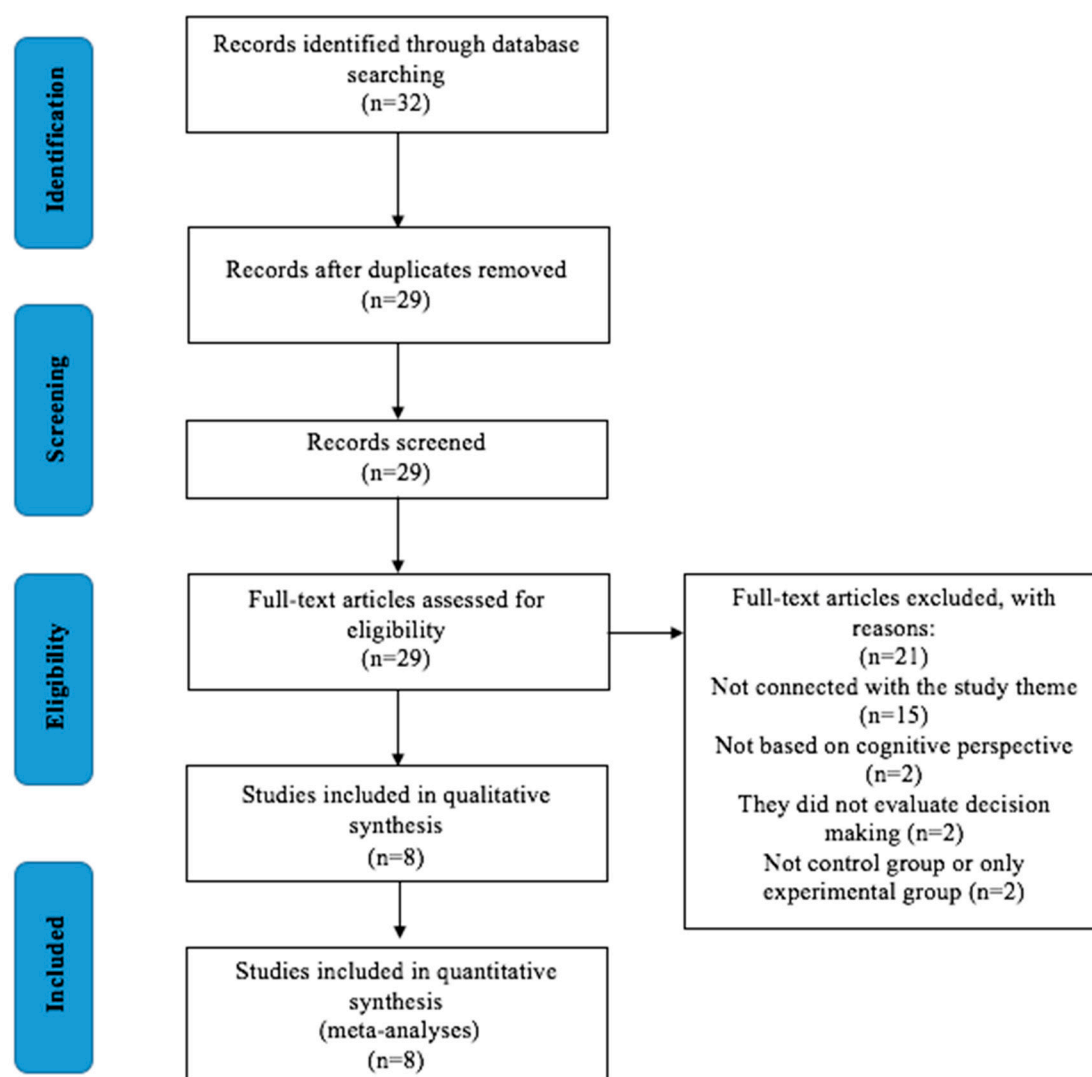 Identification
Records identified through database
searching
(n=32)
Records after duplicates removed
(n=29)
Screening
Records screened
(n=29)
Eligibility
Full-text articles assessed for
eligibility
(n=29)
Full-text articles excluded, with
reasons:
(n=21)
Not connected with the study theme
(n=15)
Not based on cognitive perspective
(n=2)
They did not evaluate decision
making (n=2)
Not control group or only
experimental group (n=2)
Studies included in qualitative
synthesis
(n=8)
Included
Studies included in quantitative
synthesis
(meta-analyses)
(n=8)